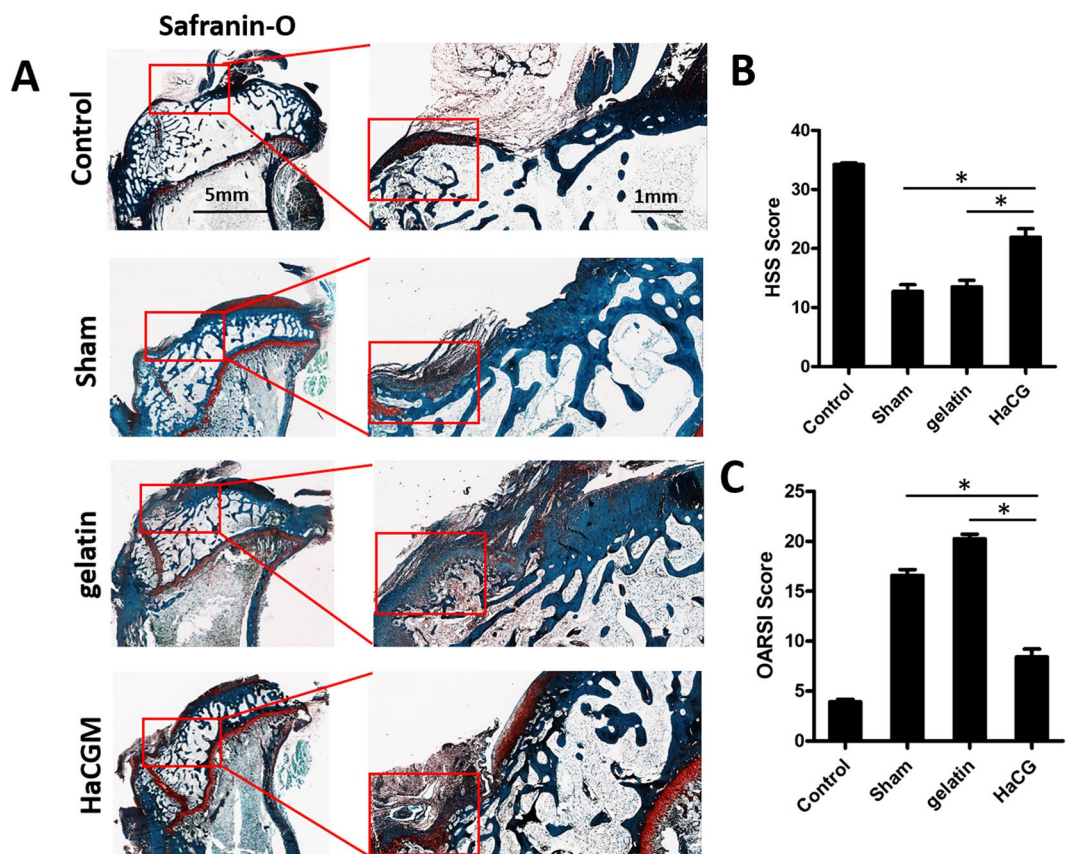 Safranin-O
A
Control
5mm
1mm
Sham
gelatin
HaCGM
B
HSS Score
40
30
20
10
0
*
*
Control
Sham
gelatin
HaCG
C
OARSI Score
25
20
15
10
5
0
*
*
Control
Sham
gelatin
HaCG